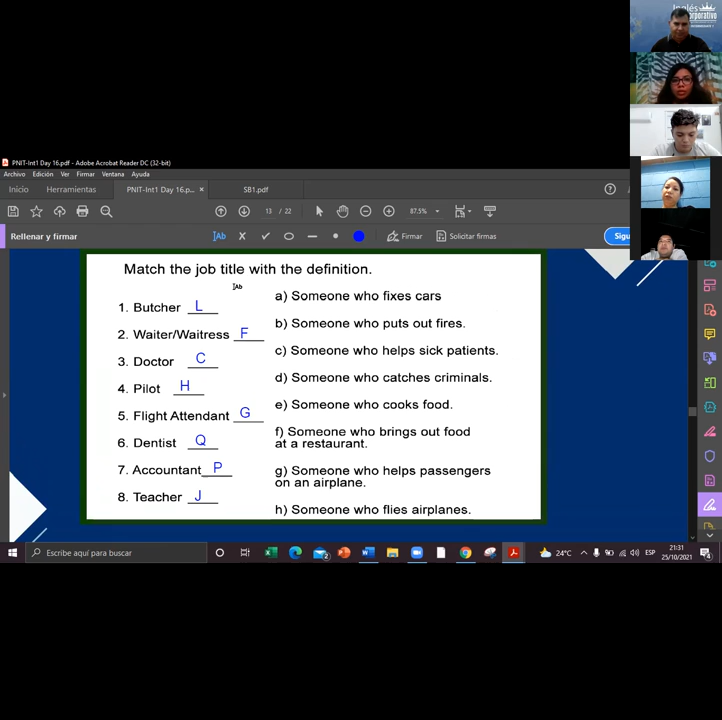 Inglés
Corporativo
PNIT-Int1 Day 16.pdf - Adobe Acrobat Reader DC (32-bit)
Archivo Edición Ver Firmar Ventana Ayuda
Inicio Herramientas PNIT-Int1 Day 16.p... × SB1.pdf
13 / 22 87,5%
Rellenar y firmar Ab Firmar Solicitar firmas Sigu
Match the job title with the definition.
Ab
1. Butcher L
2. Waiter/Waitress F
3. Doctor C
4. Pilot H
5. Flight Attendant G
6. Dentist Q
7. Accountant P
8. Teacher J
a) Someone who fixes cars
b) Someone who puts out fires.
c) Someone who helps sick patients.
d) Someone who catches criminals.
e) Someone who cooks food.
f) Someone who brings out food
at a restaurant.
g) Someone who helps passengers
on an airplane.
h) Someone who flies airplanes.
Escribe aquí para buscar
24°C ESP
21:31
25/10/2021